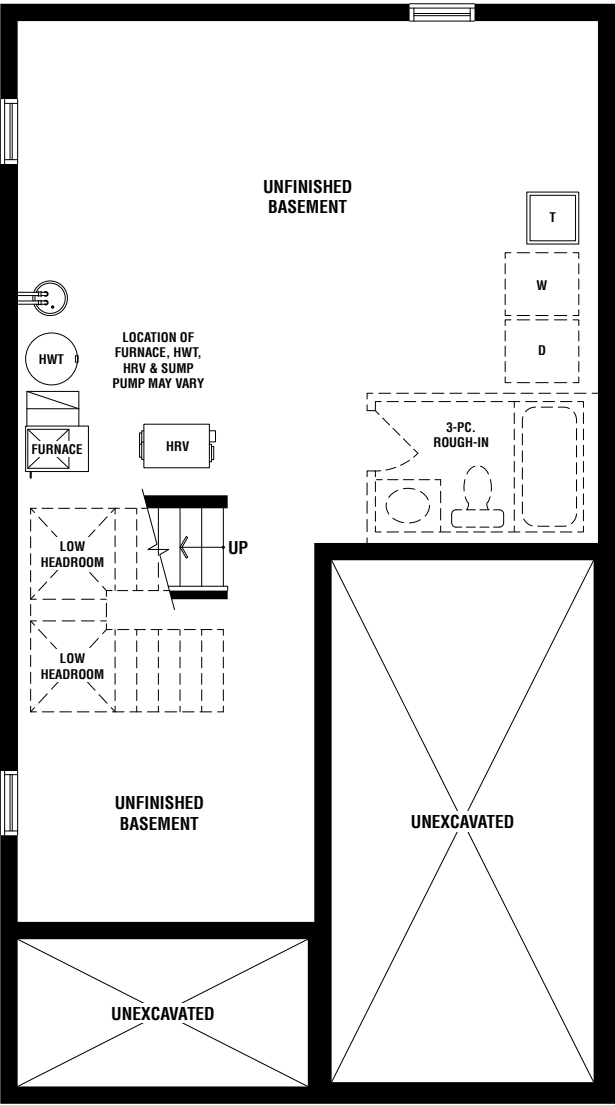 UNFINISHED
BASEMENT
T
W
D
LOCATION OF
FURNACE, HWT,
HRV & SUMP
PUMP MAY VARY
HWT
FURNACE
HRV
3-PC.
ROUGH-IN
UP
LOW
HEADROOM
LOW
HEADROOM
UNFINISHED
BASEMENT
UNEXCAVATED
UNEXCAVATED